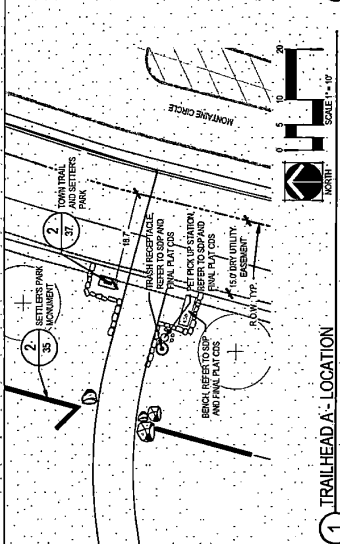 2
35
SETTLER'S PARK
MONUMENT
2
37
TOWN TRAIL
AND SETTER'S
PARK
18.7'
TRASH RECEPTACLE,
REFER TO SDP AND
FINAL PLAT CDS
PET PICK UP STATION,
REFER TO SDP AND
FINAL PLAT CDS
BENCH, REFER TO SDP
AND FINAL PLAT CDS
15.0' DRY UTILITY
EASEMENT
R.O.W., TYP.
MONTAINE CIRCLE
NORTH
0 5 10 20
SCALE 1" = 10'
1 TRAILHEAD A - LOCATION